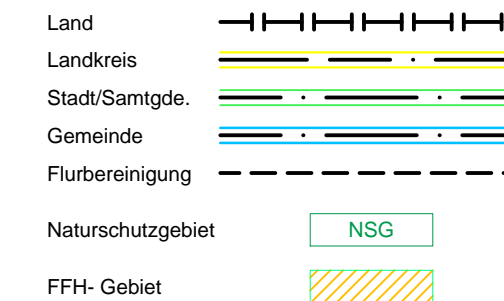 Land
Landkreis
Stadt/Samtgde.
Gemeinde
Flurbereinigung
Naturschutzgebiet NSG
FFH- Gebiet